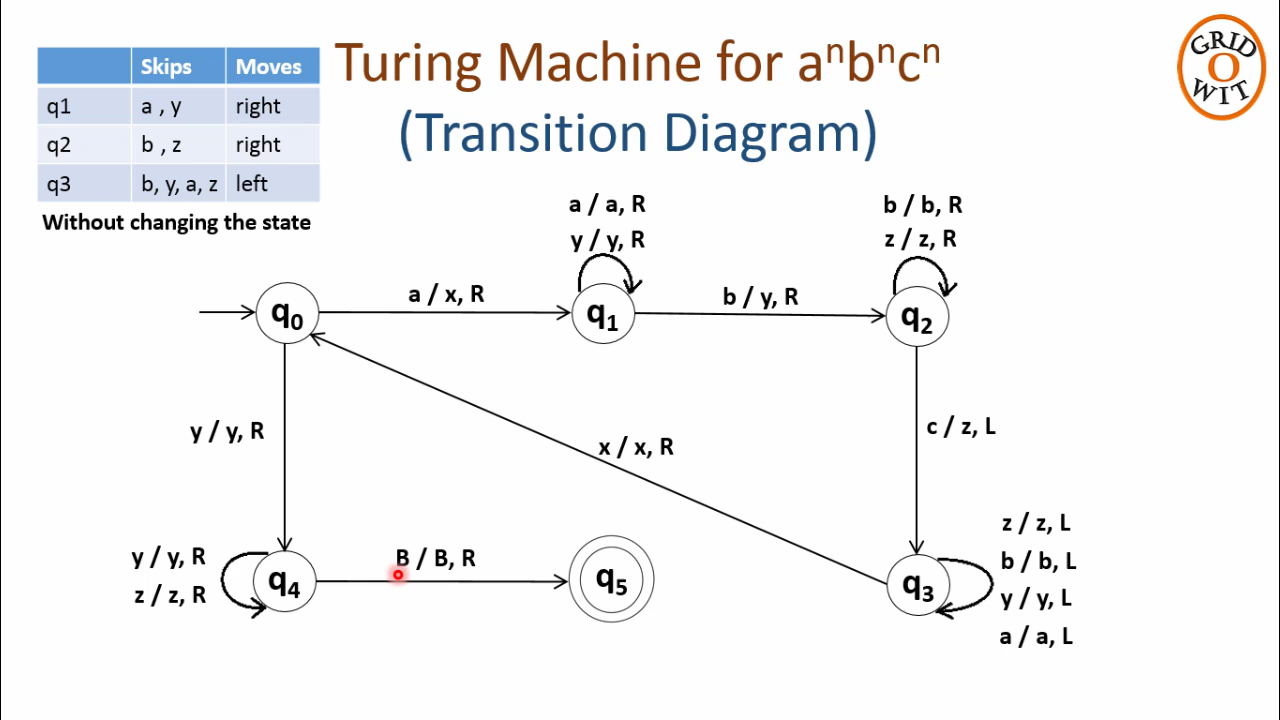 Turing Machine for aⁿbⁿcⁿ
(Transition Diagram)
GRID
O
WIT
Skips Moves
q1 a , y right
q2 b , z right
q3 b, y, a, z left
Without changing the state
a / a, R
y / y, R
b / b, R
z / z, R
q₀
a / x, R
q₁
b / y, R
q₂
y / y, R
x / x, R
c / z, L
y / y, R
z / z, R
q₄
B / B, R
q₅
q₃
z / z, L
b / b, L
y / y, L
a / a, L